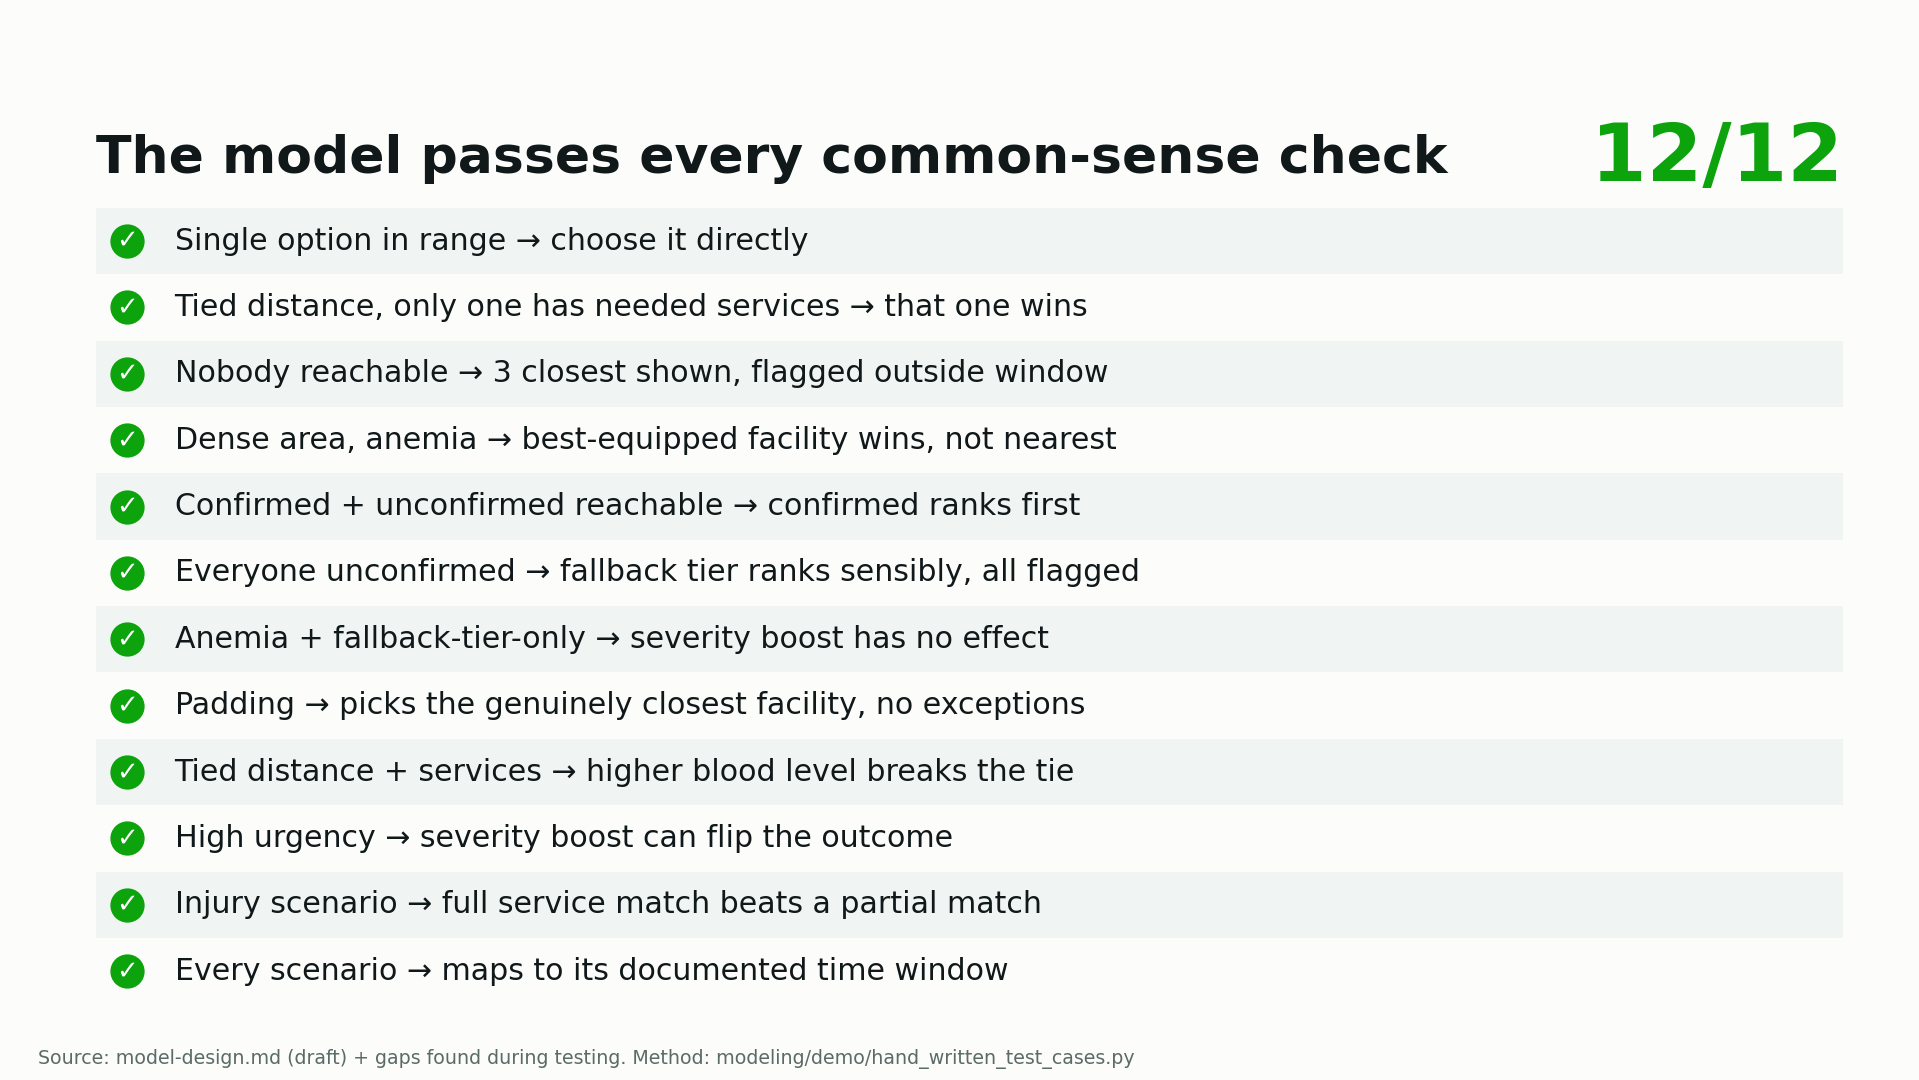 The model passes every common-sense check
12/12
✓ Single option in range → choose it directly
✓ Tied distance, only one has needed services → that one wins
✓ Nobody reachable → 3 closest shown, flagged outside window
✓ Dense area, anemia → best-equipped facility wins, not nearest
✓ Confirmed + unconfirmed reachable → confirmed ranks first
✓ Everyone unconfirmed → fallback tier ranks sensibly, all flagged
✓ Anemia + fallback-tier-only → severity boost has no effect
✓ Padding → picks the genuinely closest facility, no exceptions
✓ Tied distance + services → higher blood level breaks the tie
✓ High urgency → severity boost can flip the outcome
✓ Injury scenario → full service match beats a partial match
✓ Every scenario → maps to its documented time window
Source: model-design.md (draft) + gaps found during testing. Method: modeling/demo/hand_written_test_cases.py